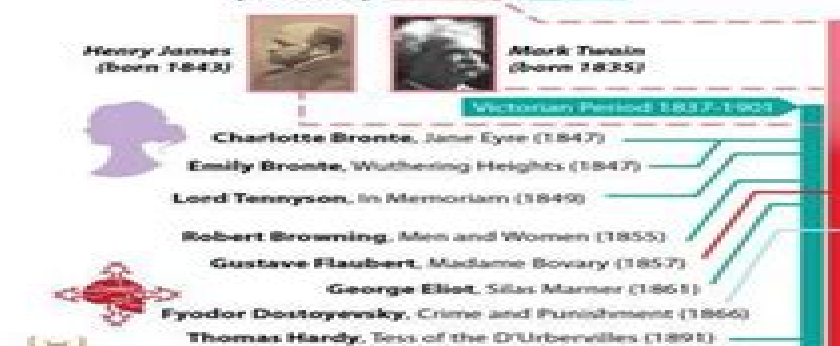 Henry James
(born 1843)
Mark Twain
(born 1835)
Victorian Period 1837-1901
Charlotte Bronte, Jane Eyre (1847)
Emily Bronte, Wuthering Heights (1847)
Lord Tennyson, In Memoriam (1849)
Robert Browning, Men and Women (1855)
Gustave Flaubert, Madame Bovary (1857)
George Eliot, Silas Marner (1861)
Fyodor Dostoyevsky, Crime and Punishment (1866)
Thomas Hardy, Tess of the D'Urbervilles (1891)